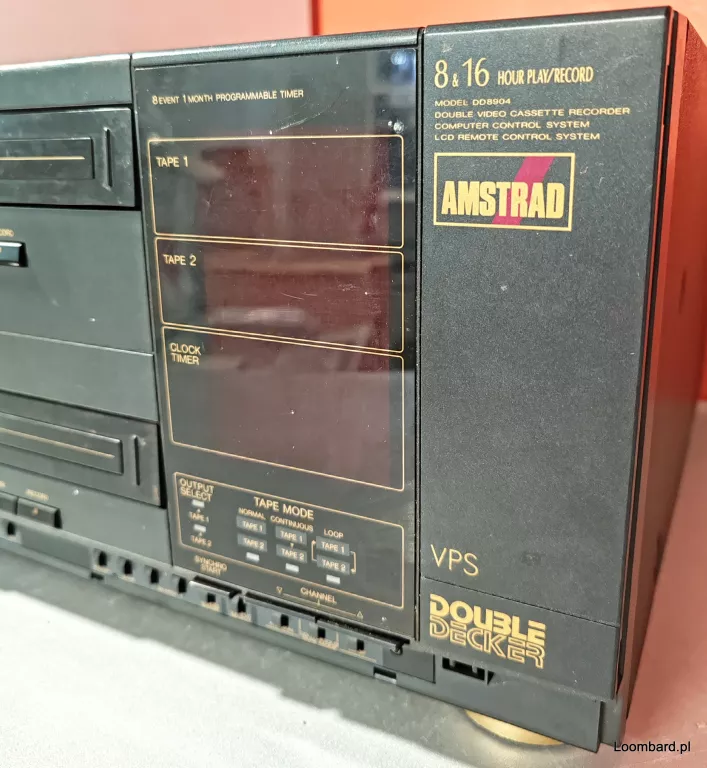 8 & 16 HOUR PLAY/RECORD
MODEL DD8904
DOUBLE VIDEO CASSETTE RECORDER
COMPUTER CONTROL SYSTEM
LCD REMOTE CONTROL SYSTEM
AMSTRAD
8 EVENT 1 MONTH PROGRAMMABLE TIMER
TAPE 1
TAPE 2
CLOCK
TIMER
OUTPUT
SELECT
TAPE 1
TAPE 2
TAPE MODE
NORMAL CONTINUOUS LOOP
TAPE 1 TAPE 1 TAPE 1
TAPE 2 TAPE 2 TAPE 2
SYNCHRO
START
CHANNEL
VPS
DOUBLE
DECKER
Loombard.pl